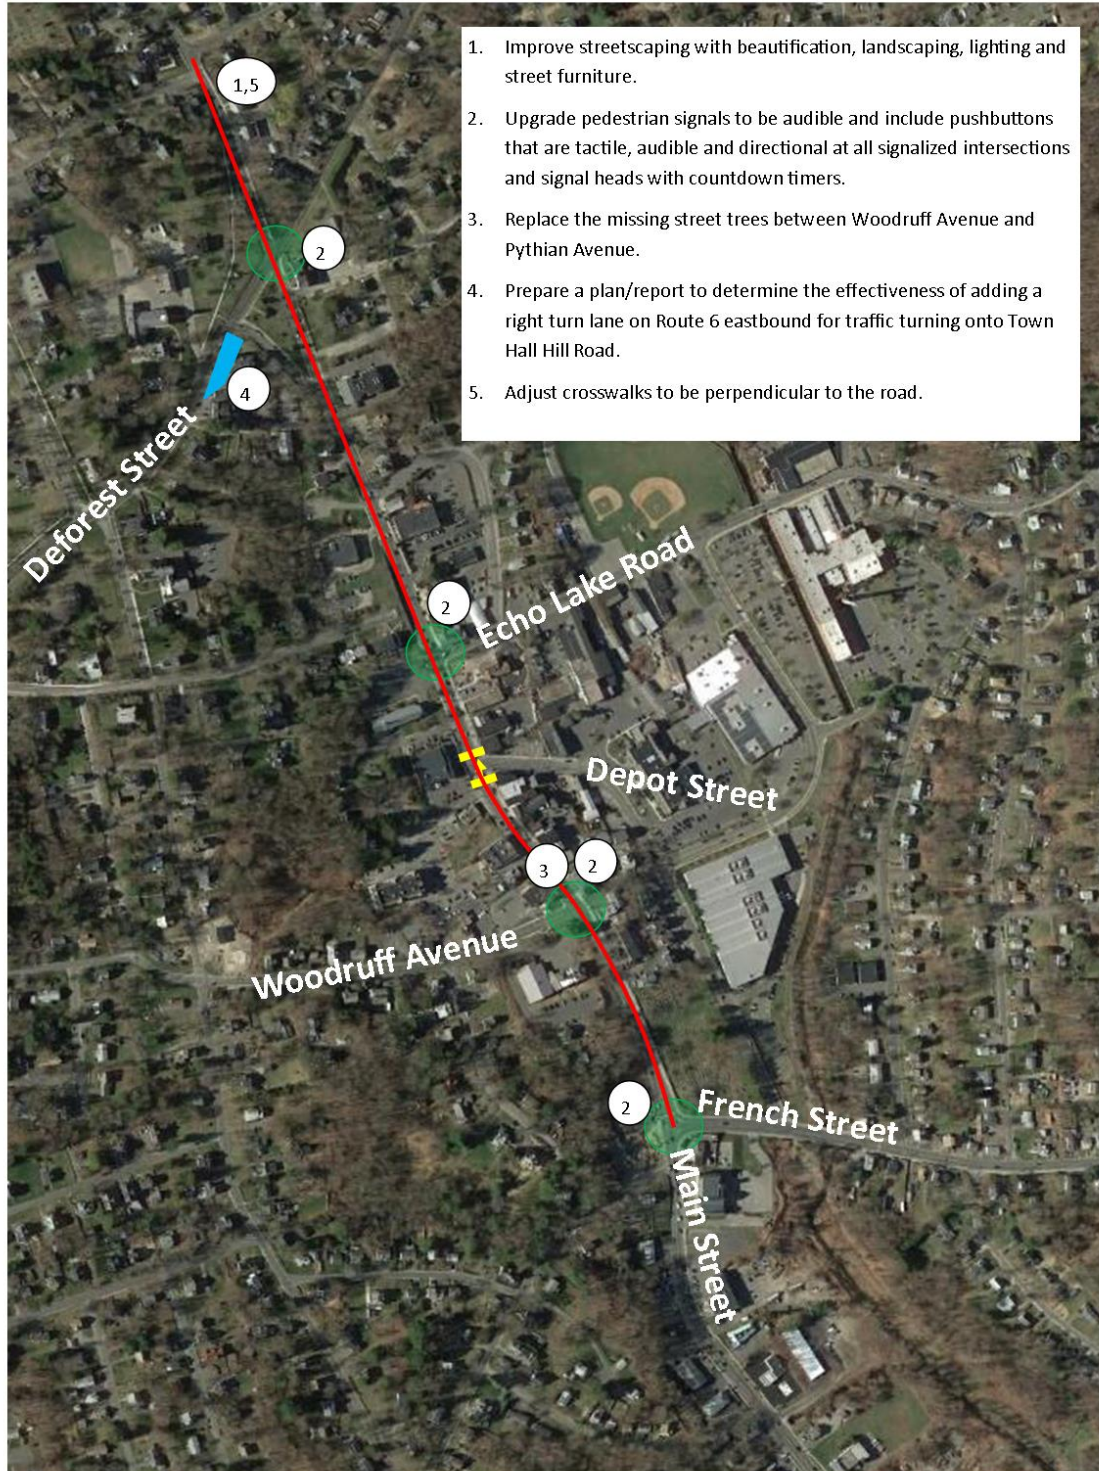 1. Improve streetscaping with beautification, landscaping, lighting and
street furniture.
2. Upgrade pedestrian signals to be audible and include pushbuttons
that are tactile, audible and directional at all signalized intersections
and signal heads with countdown timers.
3. Replace the missing street trees between Woodruff Avenue and
Pythian Avenue.
4. Prepare a plan/report to determine the effectiveness of adding a
right turn lane on Route 6 eastbound for traffic turning onto Town
Hall Hill Road.
5. Adjust crosswalks to be perpendicular to the road.
1,5
2
4
Deforest Street
2
Echo Lake Road
Depot Street
3
2
Woodruff Avenue
2
French Street
Main Street